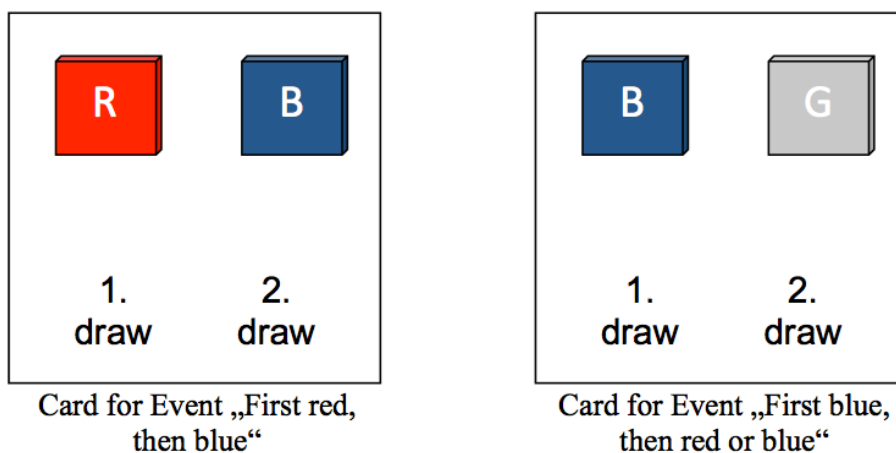 R B
B G
1. 2.
draw draw
1. 2.
draw draw
Card for Event „First red,
then blue“
Card for Event „First blue,
then red or blue“